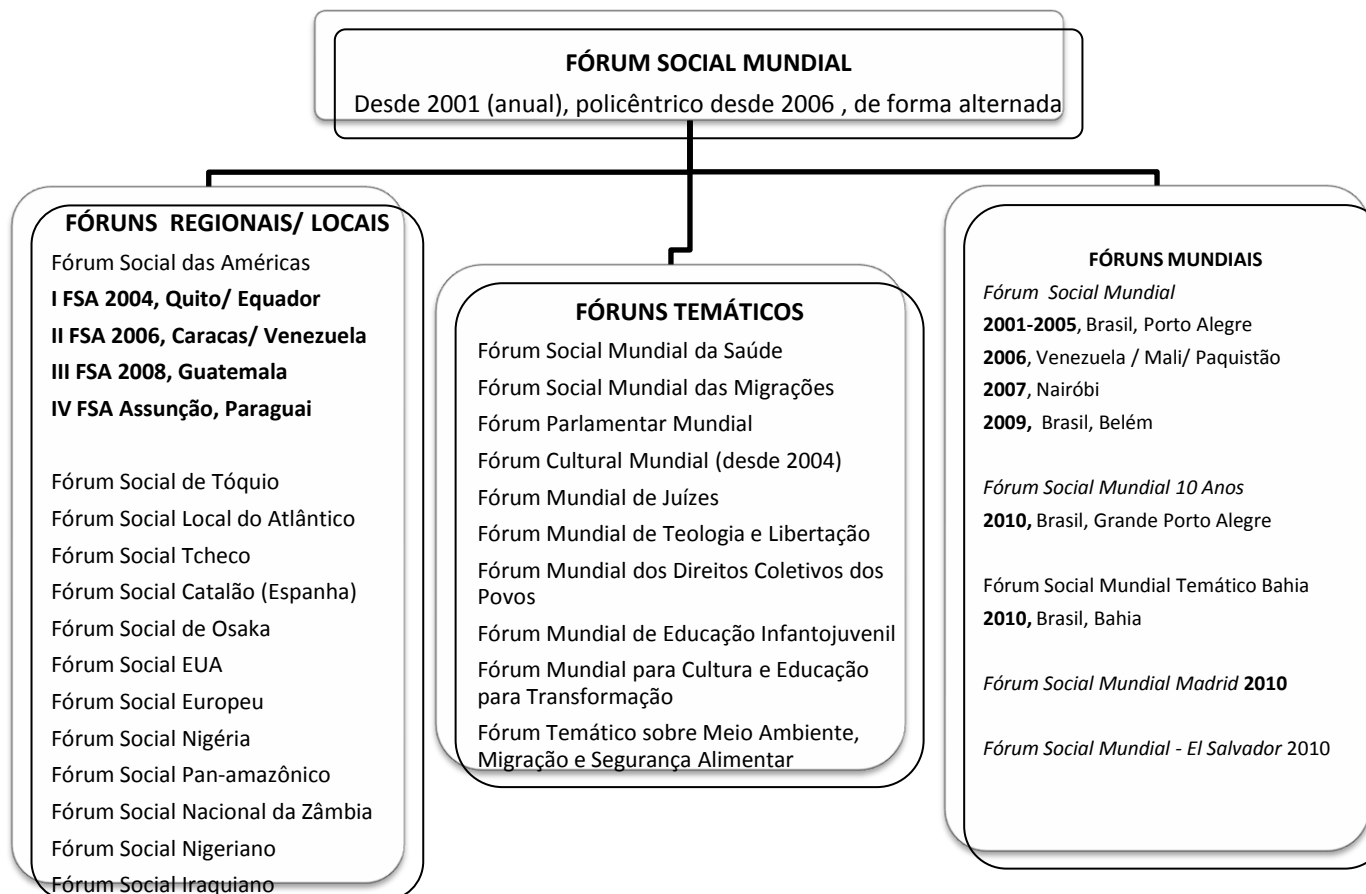 FÓRUM SOCIAL MUNDIAL
Desde 2001 (anual), policêntrico desde 2006 , de forma alternada
FÓRUNS REGIONAIS/ LOCAIS
Fórum Social das Américas
I FSA 2004, Quito/ Equador
II FSA 2006, Caracas/ Venezuela
III FSA 2008, Guatemala
IV FSA Assunção, Paraguai
Fórum Social de Tóquio
Fórum Social Local do Atlântico
Fórum Social Tcheco
Fórum Social Catalão (Espanha)
Fórum Social de Osaka
Fórum Social EUA
Fórum Social Europeu
Fórum Social Nigéria
Fórum Social Pan-amazônico
Fórum Social Nacional da Zâmbia
Fórum Social Nigeriano
Fórum Social Iraquiano
FÓRUNS TEMÁTICOS
Fórum Social Mundial da Saúde
Fórum Social Mundial das Migrações
Fórum Parlamentar Mundial
Fórum Cultural Mundial (desde 2004)
Fórum Mundial de Juízes
Fórum Mundial de Teologia e Libertação
Fórum Mundial dos Direitos Coletivos dos
Povos
Fórum Mundial de Educação Infantojuvenil
Fórum Mundial para Cultura e Educação
para Transformação
Fórum Temático sobre Meio Ambiente,
Migração e Segurança Alimentar
FÓRUNS MUNDIAIS
Fórum Social Mundial
2001-2005, Brasil, Porto Alegre
2006, Venezuela / Mali/ Paquistão
2007, Nairóbi
2009, Brasil, Belém
Fórum Social Mundial 10 Anos
2010, Brasil, Grande Porto Alegre
Fórum Social Mundial Temático Bahia
2010, Brasil, Bahia
Fórum Social Mundial Madrid 2010
Fórum Social Mundial - El Salvador 2010